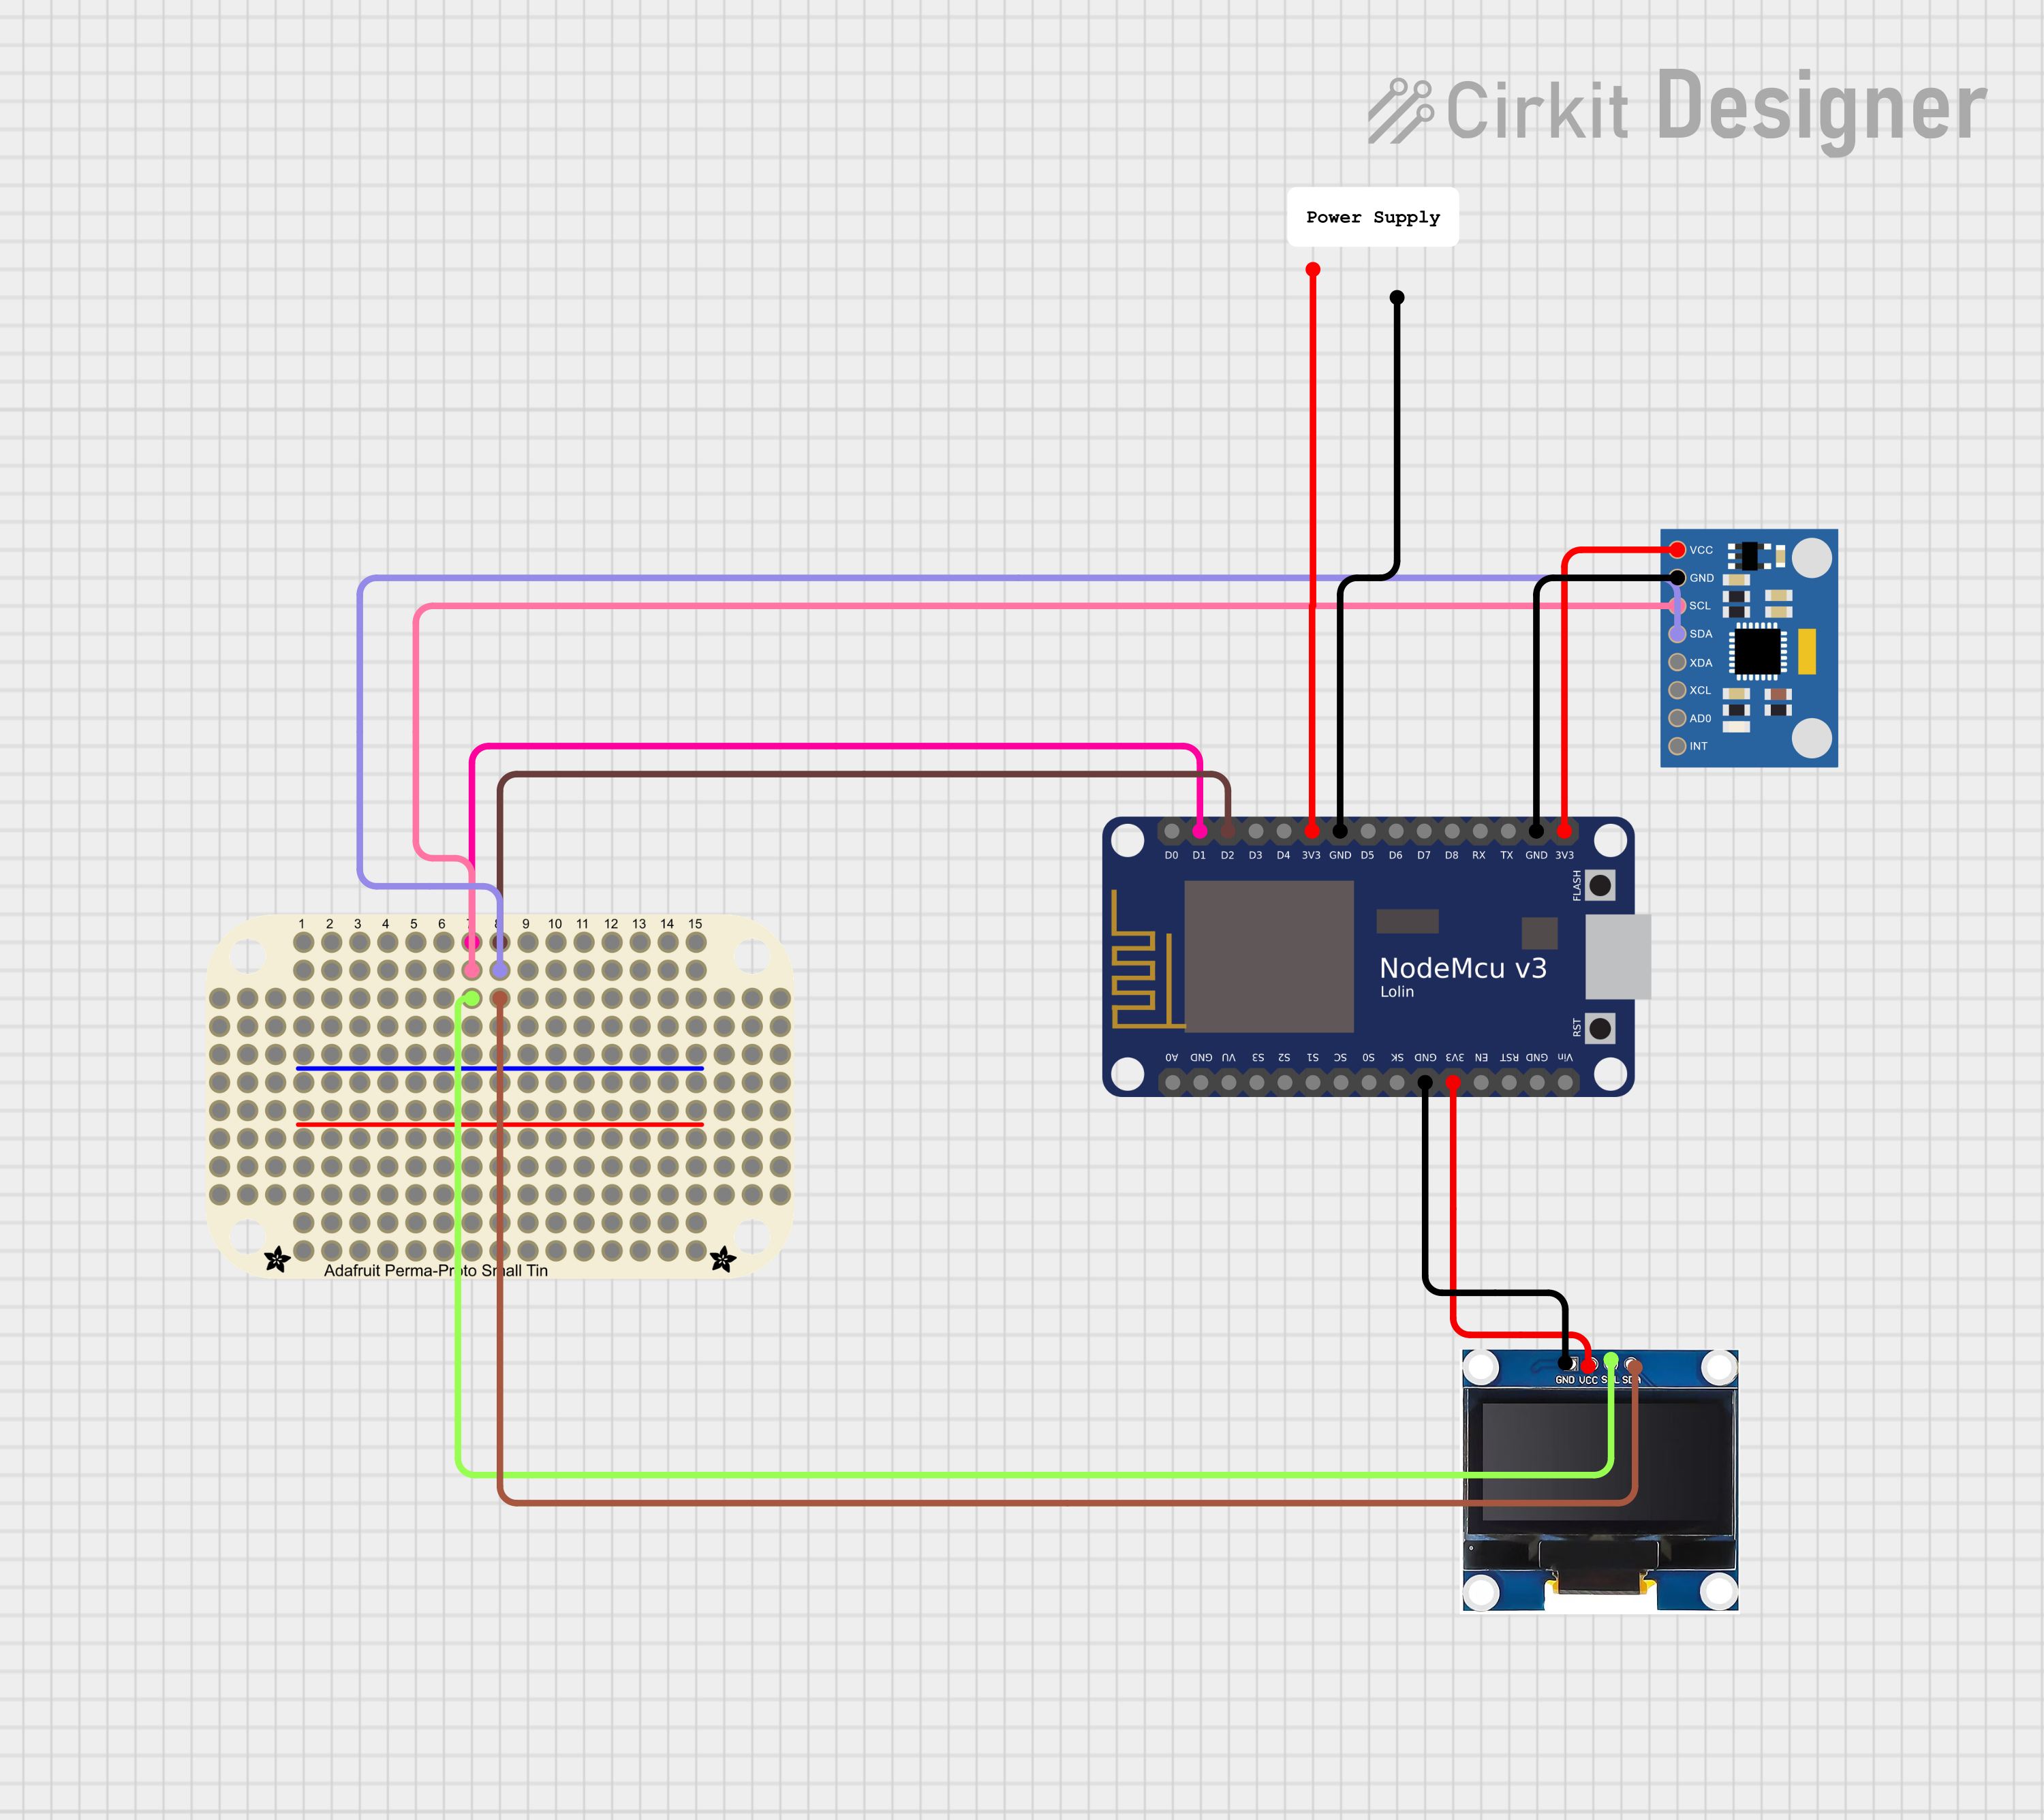 Cirkit Designer
Power Supply
VCC
GND
SCL
SDA
XDA
XCL
AD0
INT
D0 D1 D2 D3 D4 3V3 GND D5 D6 D7 D8 RX TX GND 3V3
FLASH
NodeMcu v3
Lolin
RST
A0 GND VU S3 S2 S1 SC S0 SK GND 3V3 EN RST GND Vin
1 2 3 4 5 6 7 8 9 10 11 12 13 14 15
Adafruit Perma-Proto Small Tin
GND VCC SCL SDA